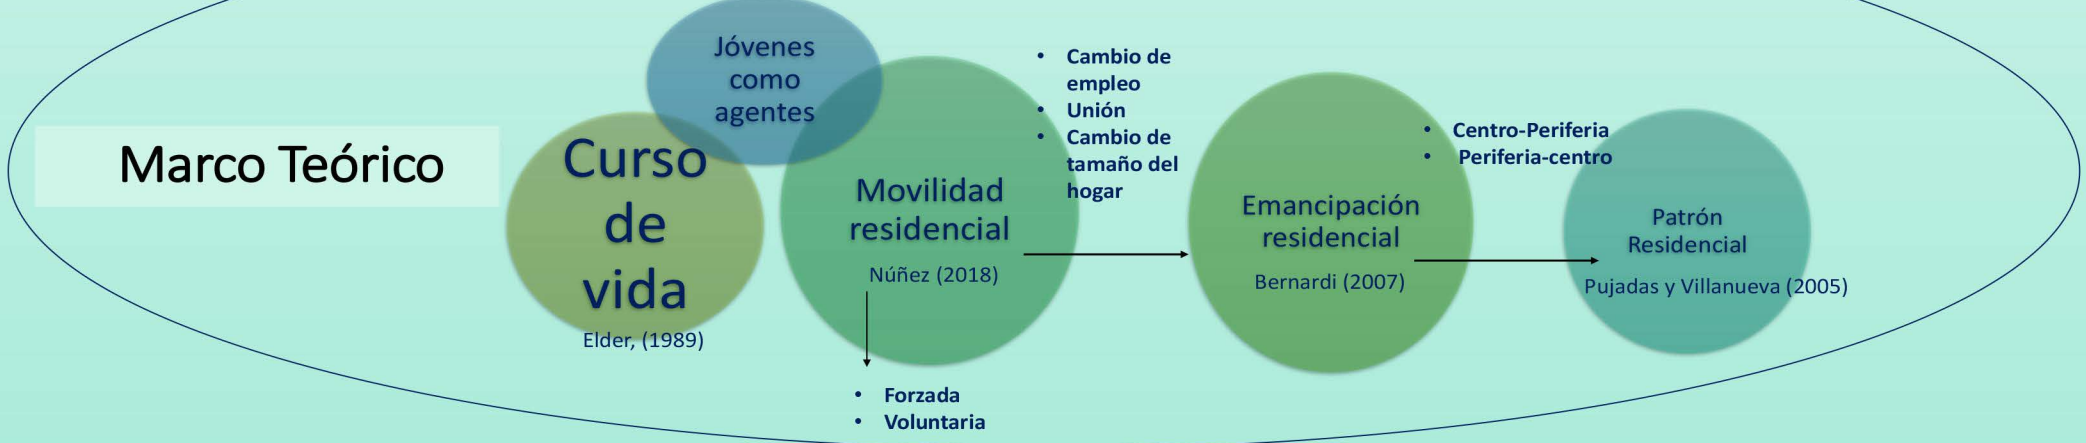 Marco Teórico
Jóvenes
como
agentes
Curso
de
vida
Elder, (1989)
Movilidad
residencial
Núñez (2018)
• Forzada
• Voluntaria
• Cambio de
empleo
• Unión
• Cambio de
tamaño del
hogar
Emancipación
residencial
Bernardi (2007)
• Centro-Periferia
• Periferia-centro
Patrón
Residencial
Pujadas y Villanueva (2005)